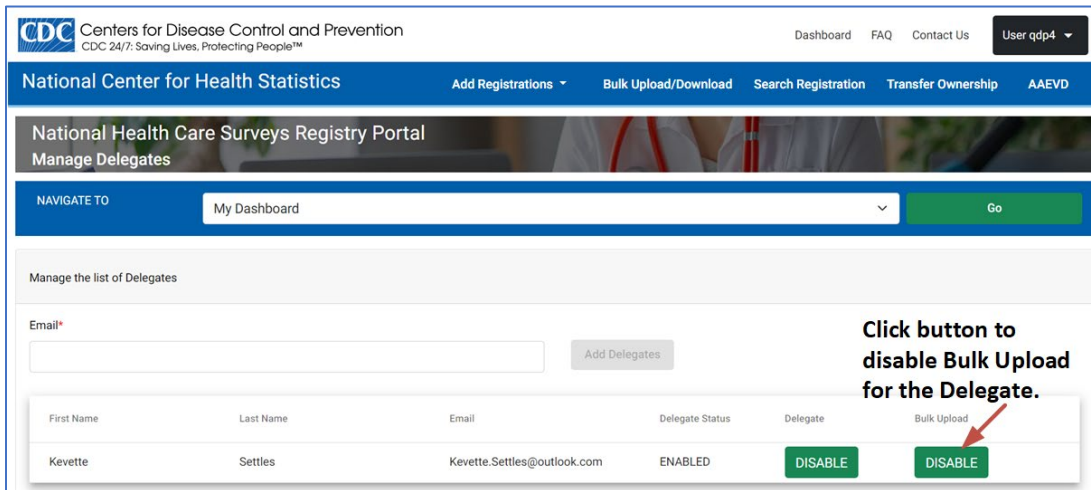 CDC Centers for Disease Control and Prevention
CDC 24/7: Saving Lives, Protecting People™
Dashboard FAQ Contact Us User qdp4
National Center for Health Statistics Add Registrations Bulk Upload/Download Search Registration Transfer Ownership AAEVD
National Health Care Surveys Registry Portal
Manage Delegates
NAVIGATE TO My Dashboard Go
Manage the list of Delegates
Email*
Add Delegates
Click button to
disable Bulk Upload
for the Delegate.
First Name Last Name Email Delegate Status Delegate Bulk Upload
Kevette Settles Kevette.Settles@outlook.com ENABLED DISABLE DISABLE